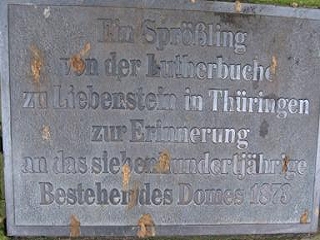 Ein Sprößling
von der Lutherbuche
zu Liebenstein in Thüringen
zur Erinnerung
an das siebenhundertjährige
Bestehen des Domes 1873